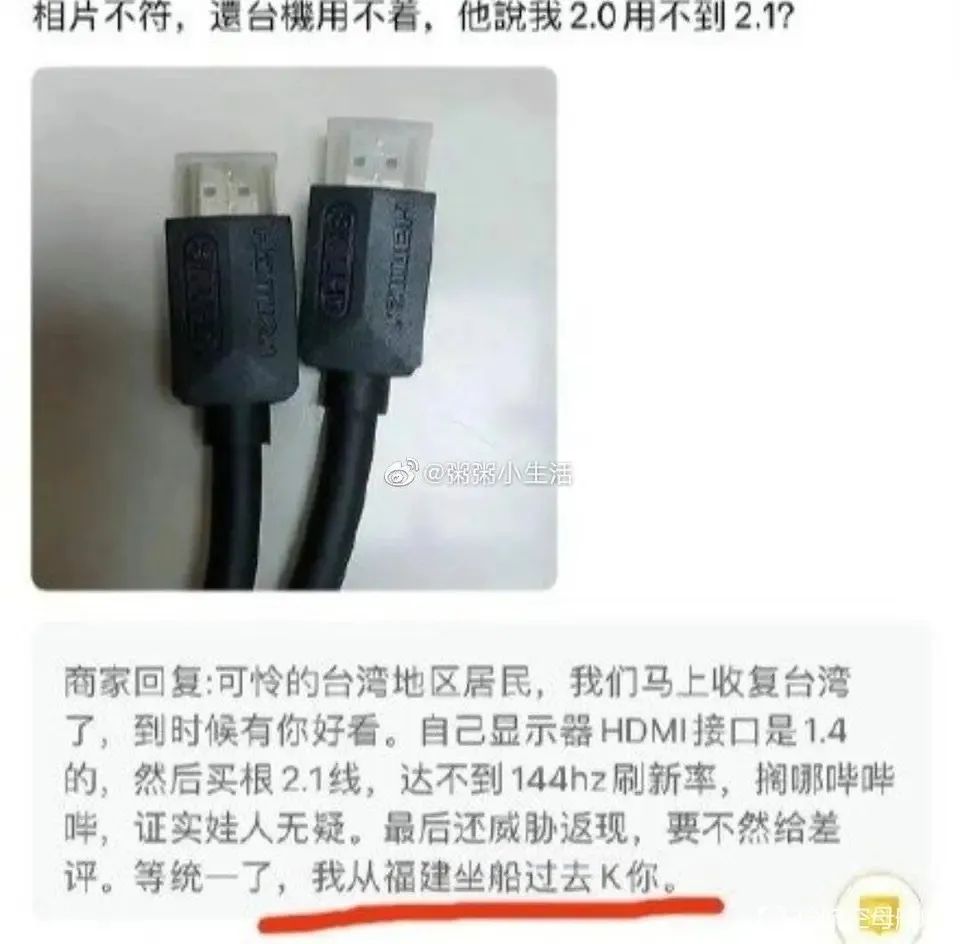 相片不符，還台機用不着，他說我2.0用不到2.1?
@粥粥小生活
商家回复:可怜的台湾地区居民，我们马上收复台湾
了，到时候有你好看。自己显示器HDMI接口是1.4
的，然后买根2.1线，达不到144hz刷新率，搁哪哔哔
哔，证实娃人无疑。最后还威胁返现，要不然给差
评。等统一了，我从福建坐船过去K你。